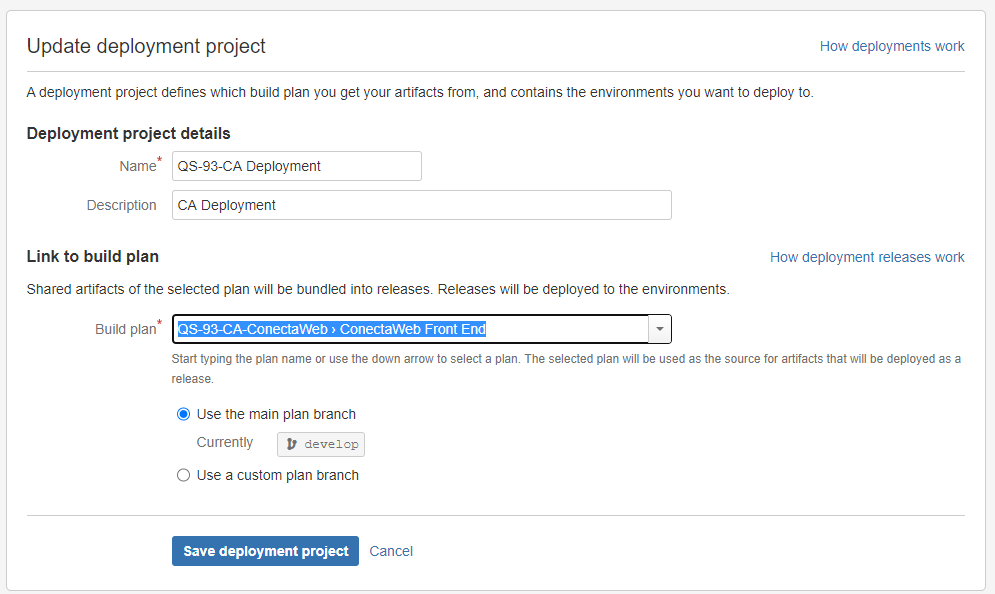 Update deployment project
How deployments work
A deployment project defines which build plan you get your artifacts from, and contains the environments you want to deploy to.
Deployment project details
Name*
QS-93-CA Deployment
Description
CA Deployment
Link to build plan
How deployment releases work
Shared artifacts of the selected plan will be bundled into releases. Releases will be deployed to the environments.
Build plan*
QS-93-CA-ConectaWeb › ConectaWeb Front End
Start typing the plan name or use the down arrow to select a plan. The selected plan will be used as the source for artifacts that will be deployed as a
release.
Use the main plan branch
Currently
develop
Use a custom plan branch
Save deployment project
Cancel